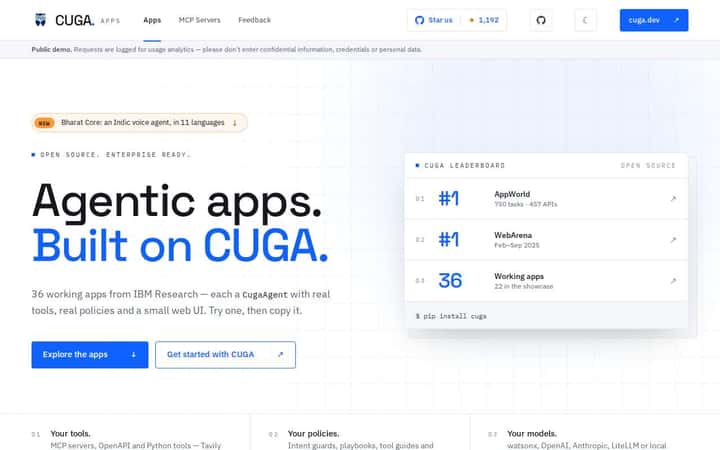 CUGA. APPS Apps MCP Servers Feedback Star us 1,192 cuga.dev ↗
Public demo. Requests are logged for usage analytics — please don't enter confidential information, credentials or personal data.
NEW Bharat Core: an Indic voice agent, in 11 languages ↓
OPEN SOURCE. ENTERPRISE READY.
Agentic apps.
Built on CUGA.
36 working apps from IBM Research — each a CugaAgent with real
tools, real policies and a small web UI. Try one, then copy it.
Explore the apps ↓ Get started with CUGA ↗
CUGA LEADERBOARD OPEN SOURCE
01 #1 AppWorld ↗
750 tasks · 457 APIs
02 #1 WebArena ↗
Feb–Sep 2025
03 36 Working apps ↗
22 in the showcase
$ pip install cuga
01 Your tools.
MCP servers, OpenAPI and Python tools — Tavily
02 Your policies.
Intent guards, playbooks, tool guides and
03 Your models.
watsonx, OpenAI, Anthropic, LiteLLM or local